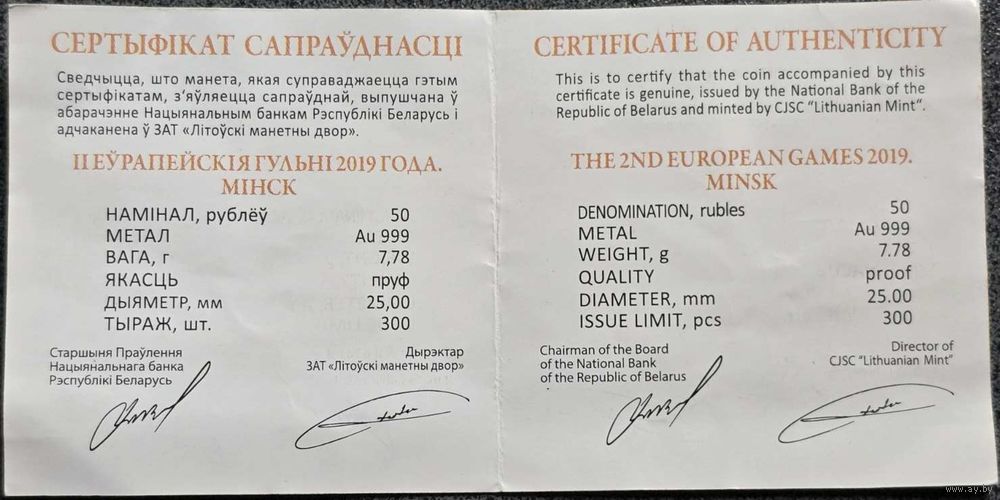 СЕРТЫФІКАТ САПРАЎДНАСЦІ
Сведчыцца, што манета, якая суправаджаецца гэтым
сертыфікатам, з‘яўляецца сапраўднай, выпушчана ў
абарачэнне Нацыянальным банкам Рэспублікі Беларусь і
адчаканена ў ЗАТ «Літоўскі манетны двор».
ІІ ЕЎРАПЕЙСКІЯ ГУЛЬНІ 2019 ГОДА.
МІНСК
НАМІНАЛ, рублёў 50
МЕТАЛ Au 999
ВАГА, г 7,78
ЯКАСЦЬ пруф
ДЫЯМЕТР, мм 25,00
ТЫРАЖ, шт. 300
Старшыня Праўлення
Нацыянальнага банка
Рэспублікі Беларусь
Дырэктар
ЗАТ «Літоўскі манетны двор»
CERTIFICATE OF AUTHENTICITY
This is to certify that the coin accompanied by this
certificate is genuine, issued by the National Bank of the
Republic of Belarus and minted by CJSC “Lithuanian Mint“.
THE 2ND EUROPEAN GAMES 2019.
MINSK
DENOMINATION, rubles 50
METAL Au 999
WEIGHT, g 7.78
QUALITY proof
DIAMETER, mm 25.00
ISSUE LIMIT, pcs 300
Chairman of the Board
of the National Bank
of the Republic of Belarus
Director of
CJSC “Lithuanian Mint”
www.ay.by